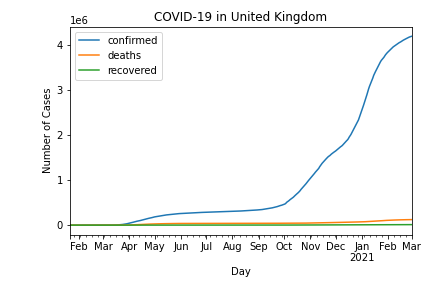 COVID-19 in United Kingdom
1e6
confirmed
deaths
recovered
Number of Cases
4
3
2
1
0
Feb Mar Apr May Jun Jul Aug Sep Oct Nov Dec Jan Feb Mar
2021
Day